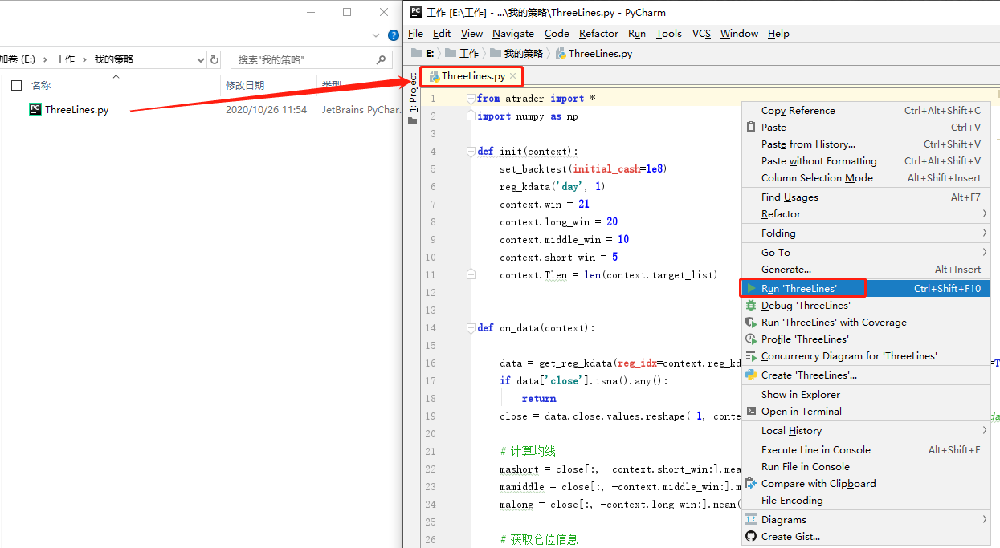 加卷 (E:) › 工作 › 我的策略
搜索"我的策略"
名称
修改日期
类型
ThreeLines.py
2020/10/26 11:54
JetBrains PyChar...
工作 [E:\工作] - ...\我的策略\ThreeLines.py - PyCharm
File Edit View Navigate Code Refactor Run Tools VCS Window Help
E: 工作 我的策略 ThreeLines.py
1: Project
ThreeLines.py
1 from atrader import *
2 import numpy as np
3
4 def init(context):
5 set_backtest(initial_cash=1e8)
6 reg_kdata('day', 1)
7 context.win = 21
8 context.long_win = 20
9 context.middle_win = 10
10 context.short_win = 5
11 context.Tlen = len(context.target_list)
12
13
14 def on_data(context):
15
16 data = get_reg_kdata(reg_idx=context.reg_kd =T
17 if data['close'].isna().any():
18 return
19 close = data.close.values.reshape(-1, conte da
20
21 # 计算均线
22 mashort = close[:, -context.short_win:].mea
23 mamiddle = close[:, -context.middle_win:].m
24 malong = close[:, -context.long_win:].mean(
25
26 # 获取仓位信息
Copy Reference Ctrl+Alt+Shift+C
Paste Ctrl+V
Paste from History... Ctrl+Shift+V
Paste without Formatting Ctrl+Alt+Shift+V
Column Selection Mode Alt+Shift+Insert
Find Usages Alt+F7
Refactor
Folding
Go To
Generate... Alt+Insert
Run 'ThreeLines' Ctrl+Shift+F10
Debug 'ThreeLines'
Run 'ThreeLines' with Coverage
Profile 'ThreeLines'
Concurrency Diagram for 'ThreeLines'
Create 'ThreeLines'...
Show in Explorer
Open in Terminal
Local History
Execute Line in Console Alt+Shift+E
Run File in Console
Compare with Clipboard
File Encoding
Diagrams
Create Gist...